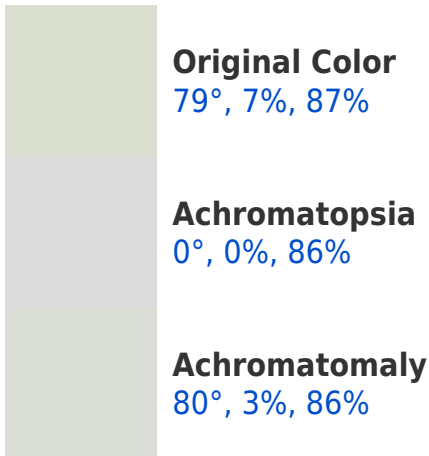 Original Color
79°, 7%, 87%
Achromatopsia
0°, 0%, 86%
Achromatomaly
80°, 3%, 86%